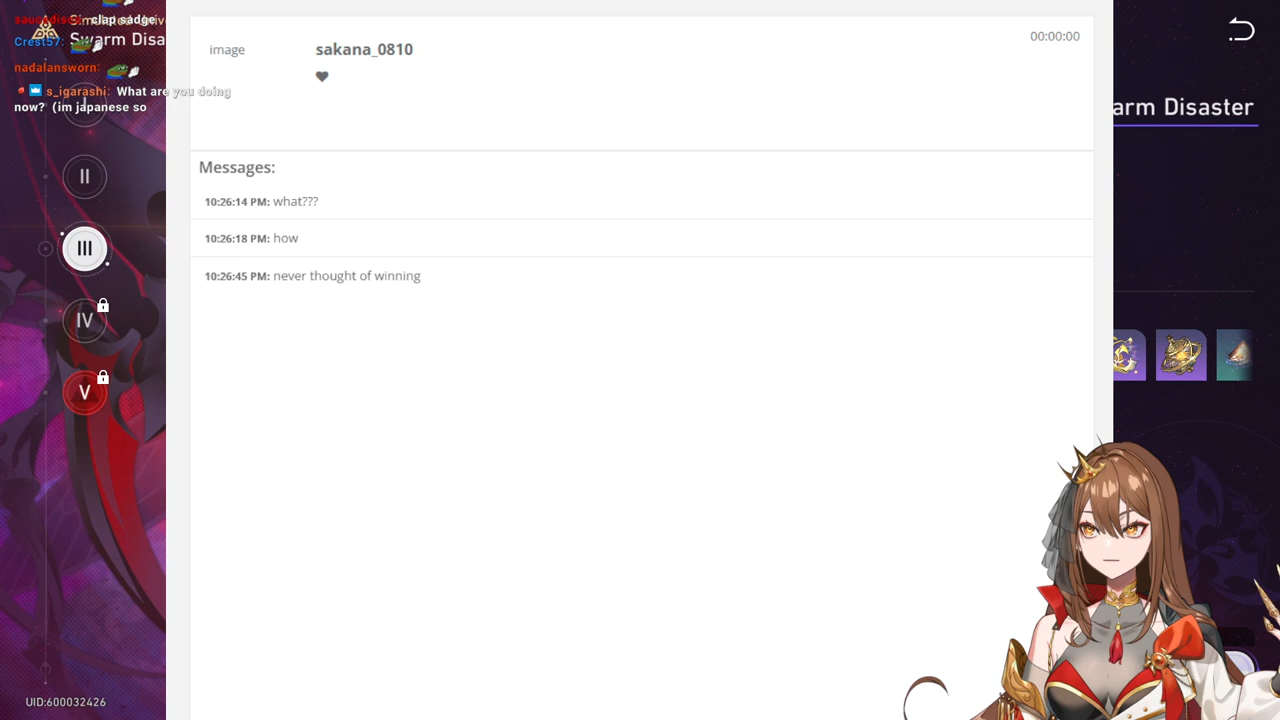 saucedisco: clap sadge
Swarm Disa
Crest57:
nadalansworn:
s_igarashi: What are you doing
now? (im japanese so
I
II
III
IV
V
UID:600032426
image
sakana_0810
♥
00:00:00
Messages:
10:26:14 PM: what???
10:26:18 PM: how
10:26:45 PM: never thought of winning
arm Disaster